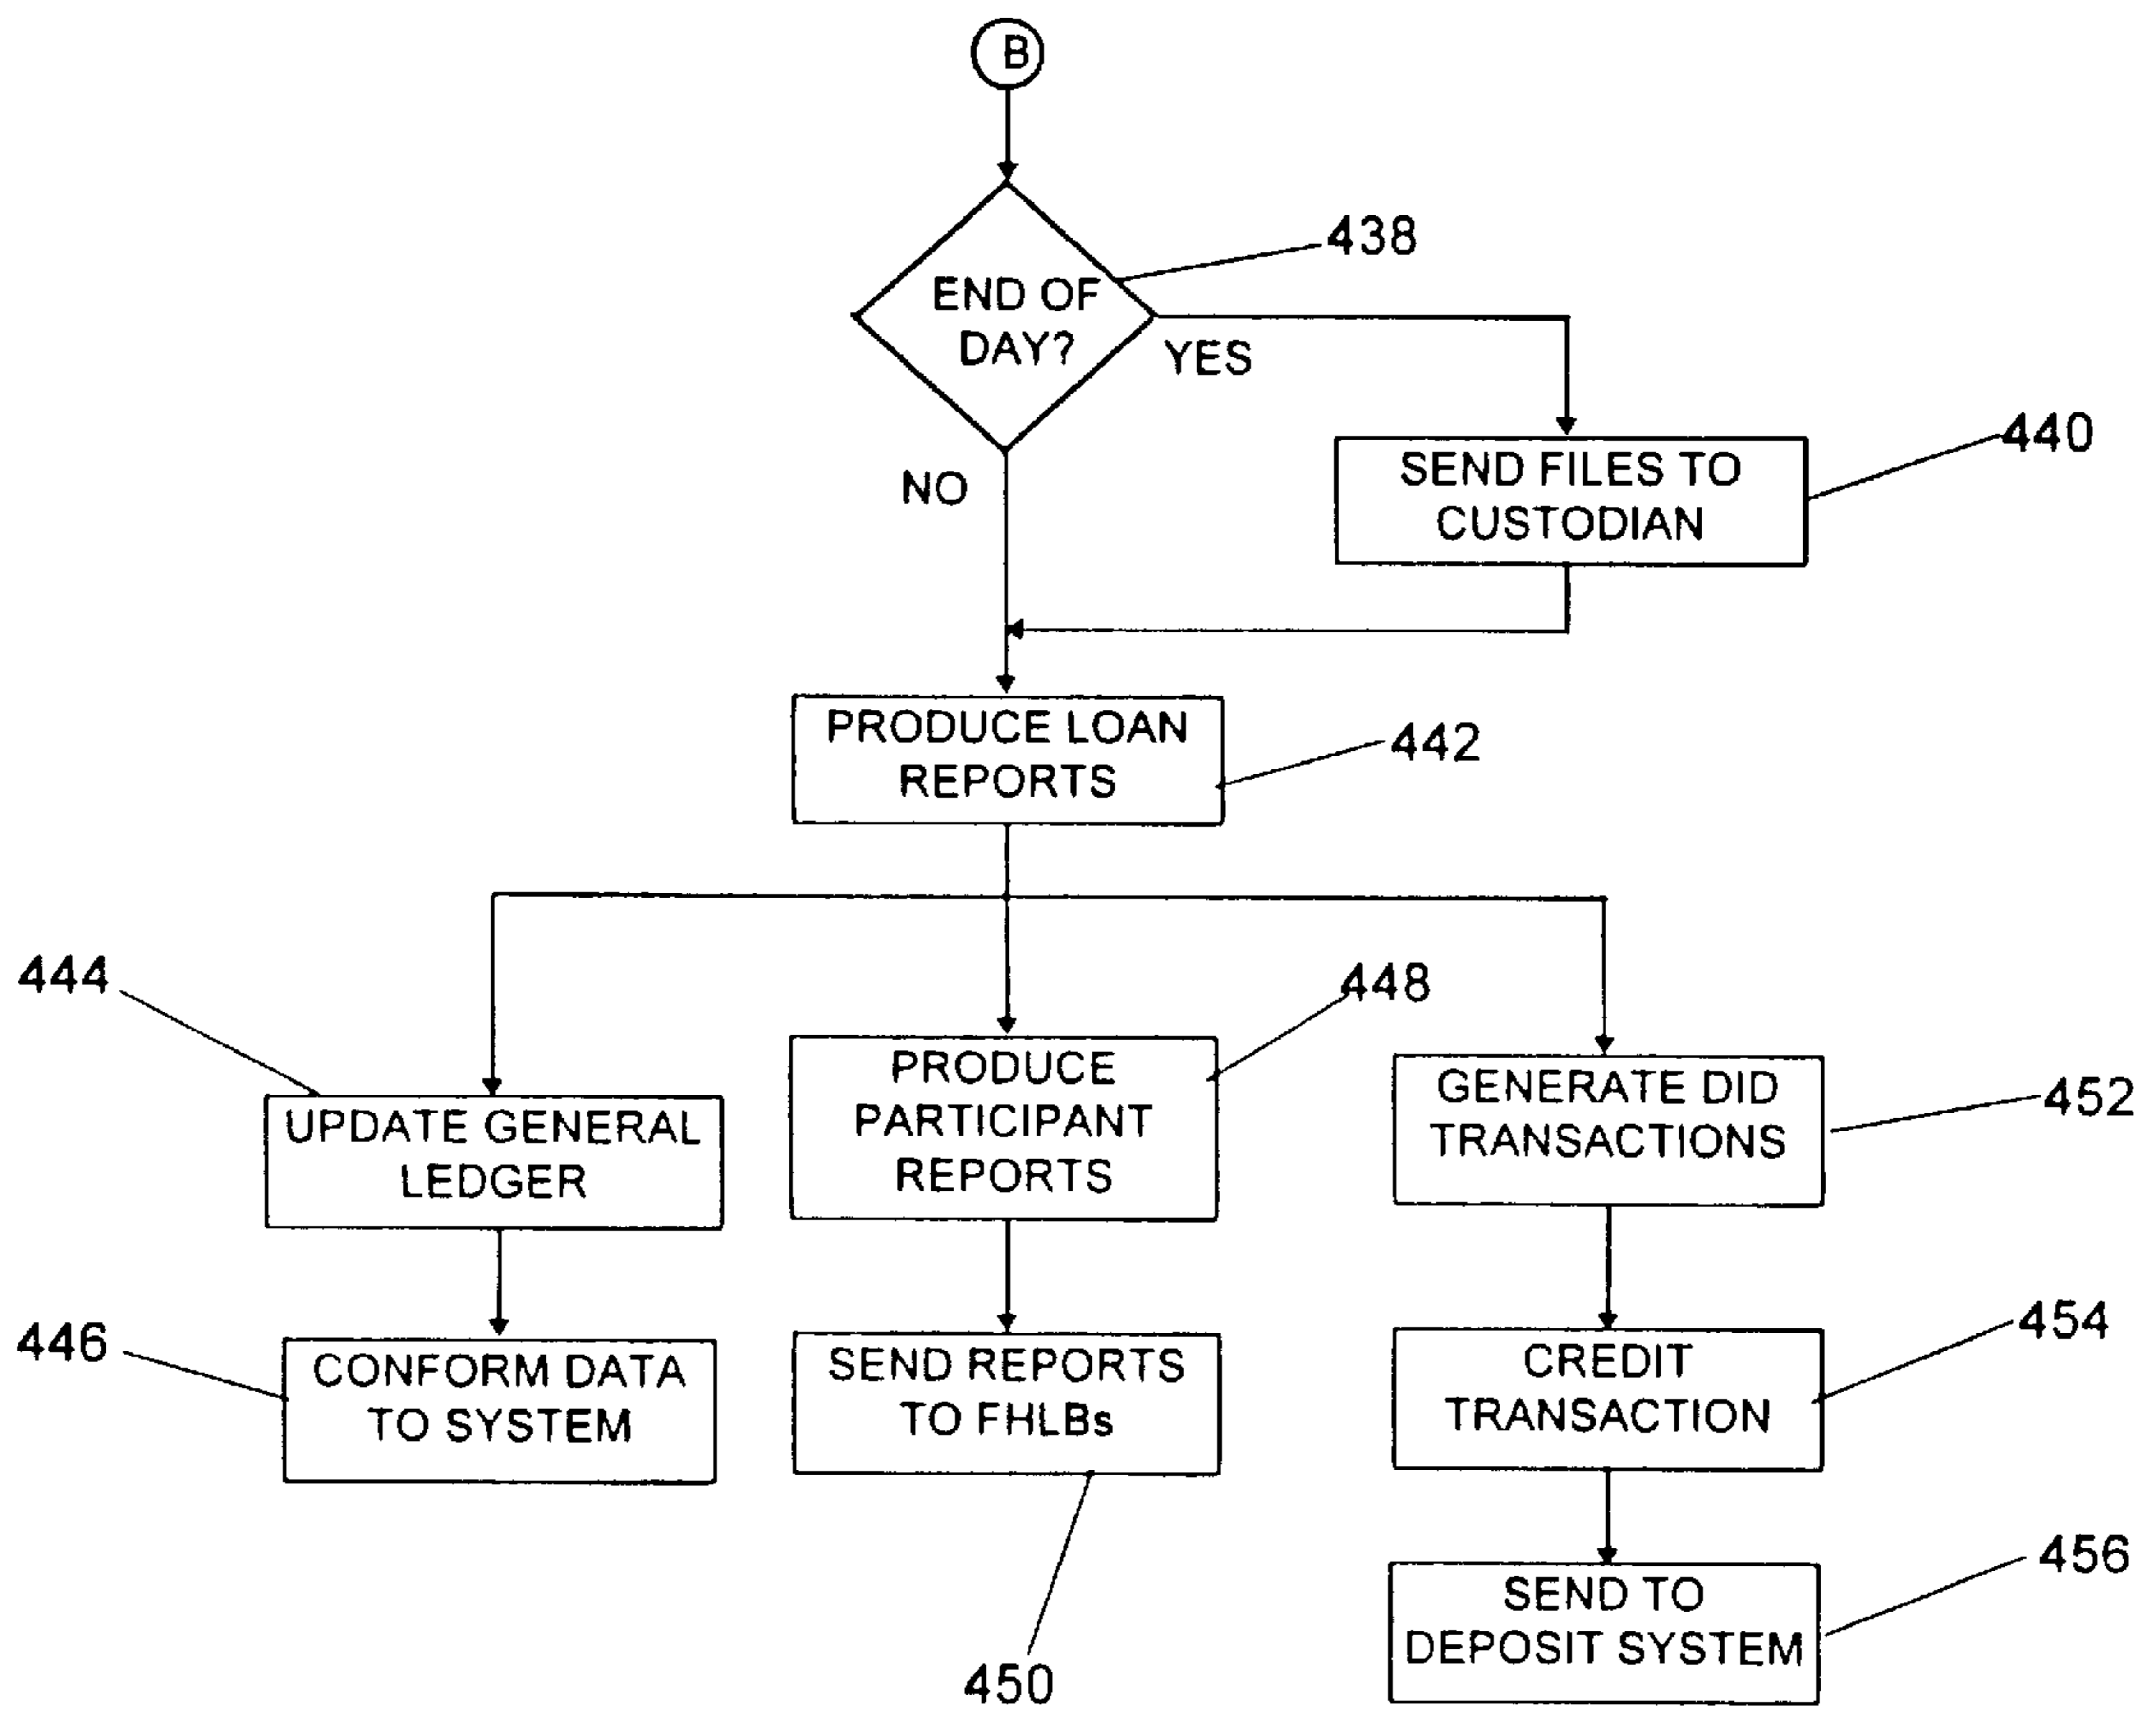 B
438
END OF
DAY?
YES
440
SEND FILES TO
CUSTODIAN
NO
PRODUCE LOAN
REPORTS
442
444
448
PRODUCE
PARTICIPANT
REPORTS
GENERATE DID
TRANSACTIONS
452
UPDATE GENERAL
LEDGER
446
CONFORM DATA
TO SYSTEM
SEND REPORTS
TO FHLBs
454
CREDIT
TRANSACTION
450
456
SEND TO
DEPOSIT SYSTEM